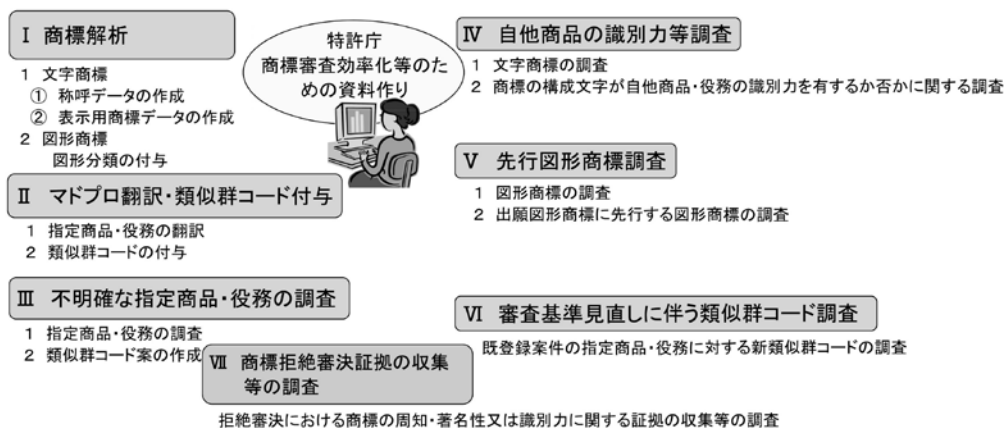 Ⅰ 商標解析
1 文字商標
① 称呼データの作成
② 表示用商標データの作成
2 図形商標
図形分類の付与
特許庁
商標審査効率化等のた
めの資料作り
Ⅱ マドプロ翻訳・類似群コード付与
1 指定商品・役務の翻訳
2 類似群コードの付与
Ⅲ 不明確な指定商品・役務の調査
1 指定商品・役務の調査
2 類似群コード案の作成
Ⅳ 自他商品の識別力等調査
1 文字商標の調査
2 商標の構成文字が自他商品・役務の識別力を有するか否かに関する調査
Ⅴ 先行図形商標調査
1 図形商標の調査
2 出願図形商標に先行する図形商標の調査
Ⅵ 審査基準見直しに伴う類似群コード調査
既登録案件の指定商品・役務に対する新類似群コードの調査
Ⅶ 商標拒絶審決証拠の収集
等の調査
拒絶審決における商標の周知・著名性又は識別力に関する証拠の収集等の調査